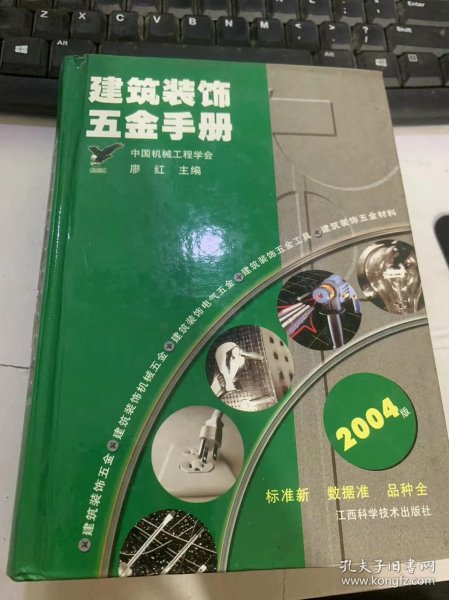 Z
X
C
V
B
N
M
Alt
建筑装饰
五金手册
中国机械工程学会
廖 红 主编
建筑装饰五金
建筑装饰机械五金
建筑装饰电气五金
建筑装饰五金工具
建筑装饰五金材料
2004版
标准新 数据准 品种全
江西科学技术出版社
孔夫子旧书网
www.kongfz.com